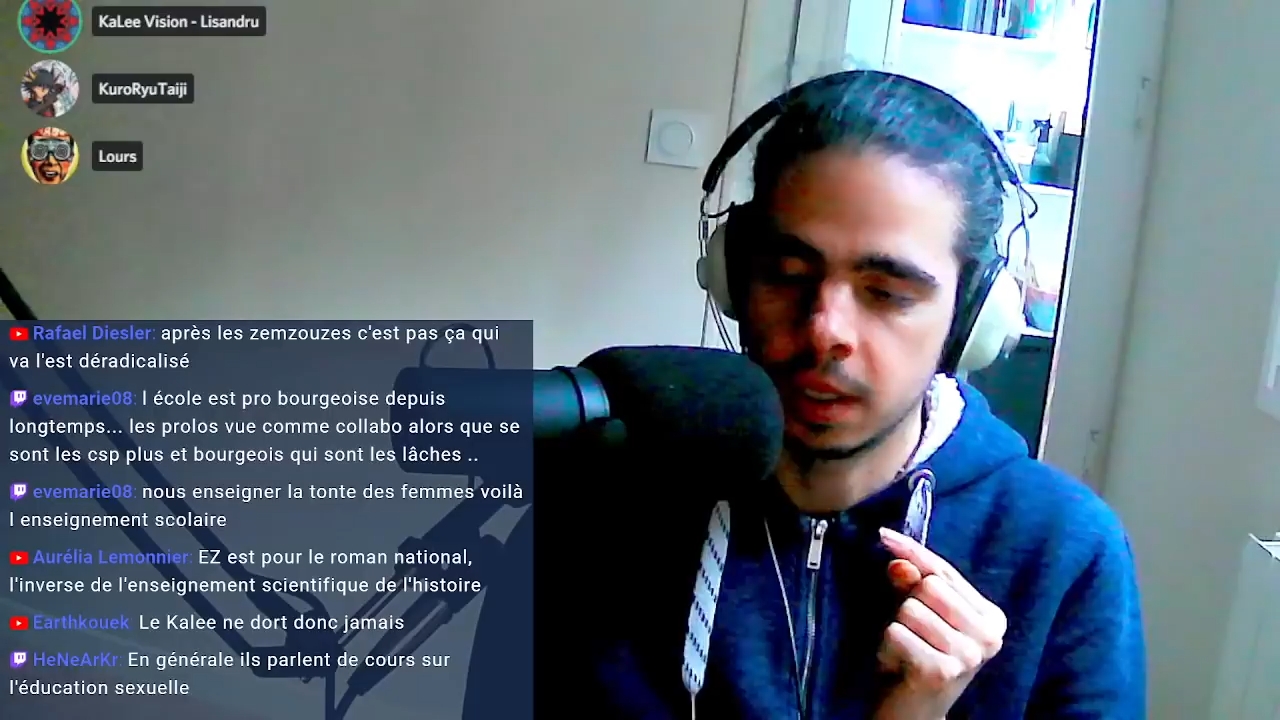 KaLee Vision - Lisandru
KuroRyuTaiji
Lours
Rafael Diesler: après les zemzouzes c'est pas ça qui
va l'est déradicalisé
evemarie08: l école est pro bourgeoise depuis
longtemps... les prolos vue comme collabo alors que se
sont les csp plus et bourgeois qui sont les lâches ..
evemarie08: nous enseigner la tonte des femmes voilà
l enseignement scolaire
Aurélia Lemonnier: EZ est pour le roman national,
l'inverse de l'enseignement scientifique de l'histoire
Earthkouek: Le Kalee ne dort donc jamais
HeNeArKr: En générale ils parlent de cours sur
l'éducation sexuelle